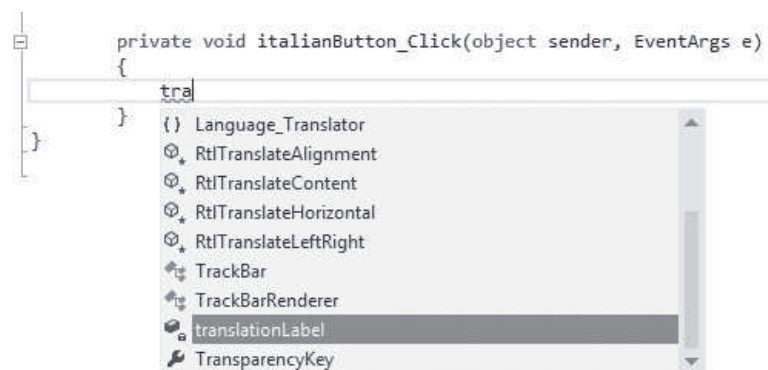 private void italianButton_Click(object sender, EventArgs e)
{
tra
}
}
{} Language_Translator
RtlTranslateAlignment
RtlTranslateContent
RtlTranslateHorizontal
RtlTranslateLeftRight
TrackBar
TrackBarRenderer
translationLabel
TransparencyKey